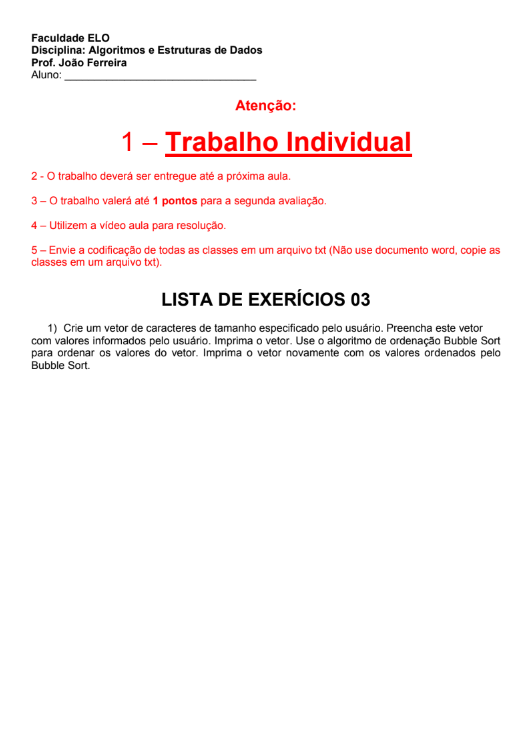 Faculdade ELO
Disciplina: Algoritmos e Estruturas de Dados
Prof. João Ferreira
Aluno: ________________________________
Atenção:
1 – Trabalho Individual
2 - O trabalho deverá ser entregue até a próxima aula.
3 – O trabalho valerá até 1 pontos para a segunda avaliação.
4 – Utilizem a vídeo aula para resolução.
5 – Envie a codificação de todas as classes em um arquivo txt (Não use documento word, copie as
classes em um arquivo txt).
LISTA DE EXERÍCIOS 03
1) Crie um vetor de caracteres de tamanho especificado pelo usuário. Preencha este vetor
com valores informados pelo usuário. Imprima o vetor. Use o algoritmo de ordenação Bubble Sort
para ordenar os valores do vetor. Imprima o vetor novamente com os valores ordenados pelo
Bubble Sort.